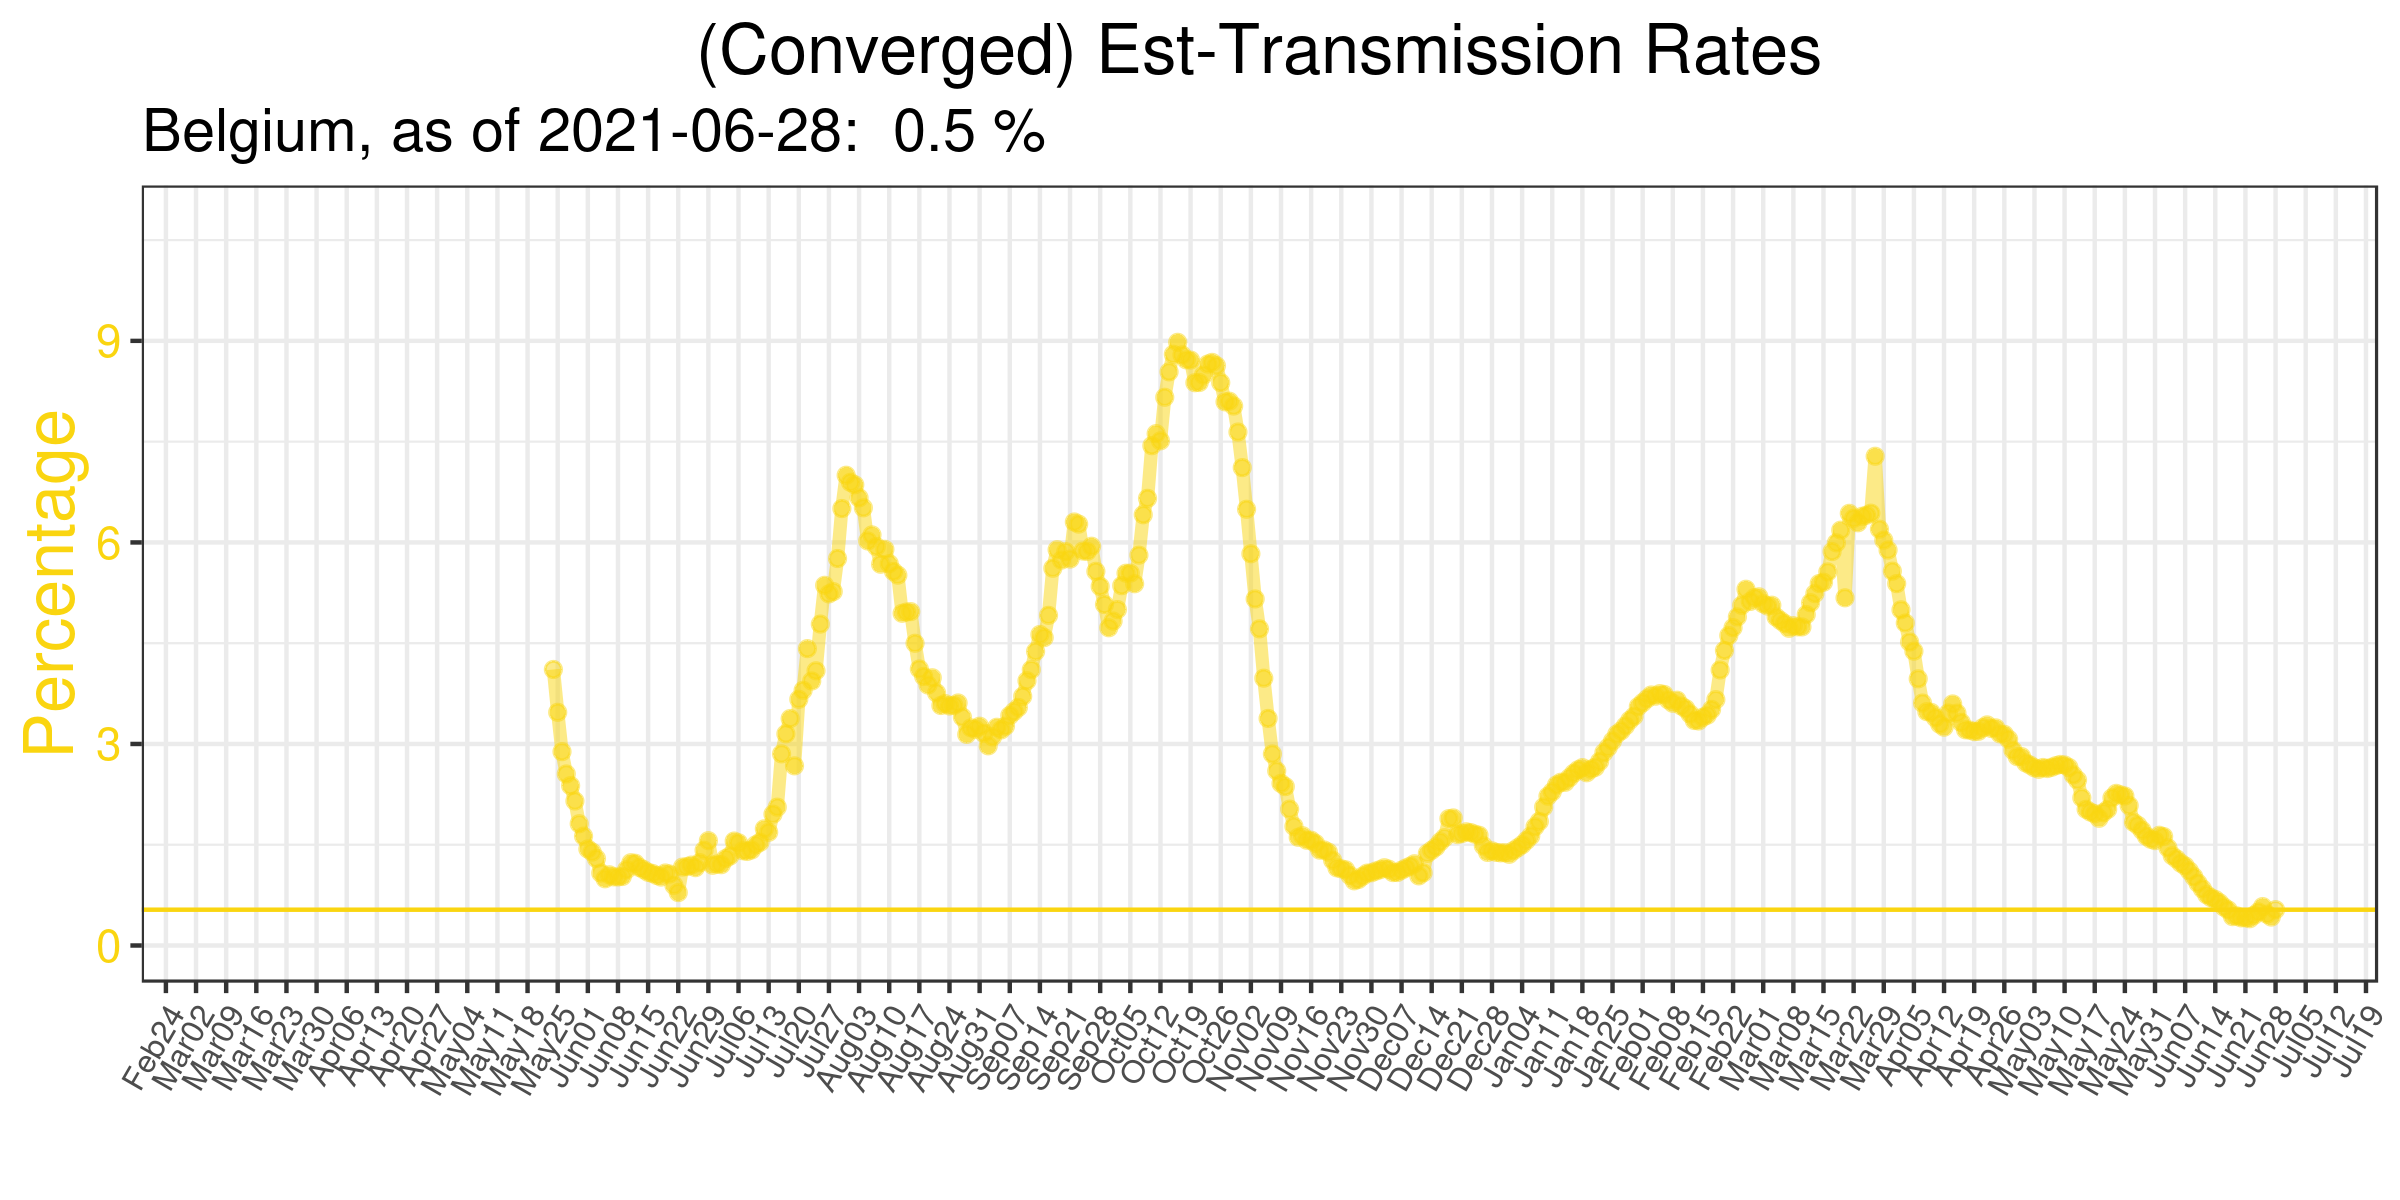 (Converged) Est-Transmission Rates
Belgium, as of 2021-06-28: 0.5 %
Percentage
9
6
3
0
Feb24
Mar02
Mar09
Mar16
Mar23
Mar30
Apr06
Apr13
Apr20
Apr27
May04
May11
May18
May25
Jun01
Jun08
Jun15
Jun22
Jun29
Jul06
Jul13
Jul20
Jul27
Aug03
Aug10
Aug17
Aug24
Aug31
Sep07
Sep14
Sep21
Sep28
Oct05
Oct12
Oct19
Oct26
Nov02
Nov09
Nov16
Nov23
Nov30
Dec07
Dec14
Dec21
Dec28
Jan04
Jan11
Jan18
Jan25
Feb01
Feb08
Feb15
Feb22
Mar01
Mar08
Mar15
Mar22
Mar29
Apr05
Apr12
Apr19
Apr26
May03
May10
May17
May24
May31
Jun07
Jun14
Jun21
Jun28
Jul05
Jul12
Jul19